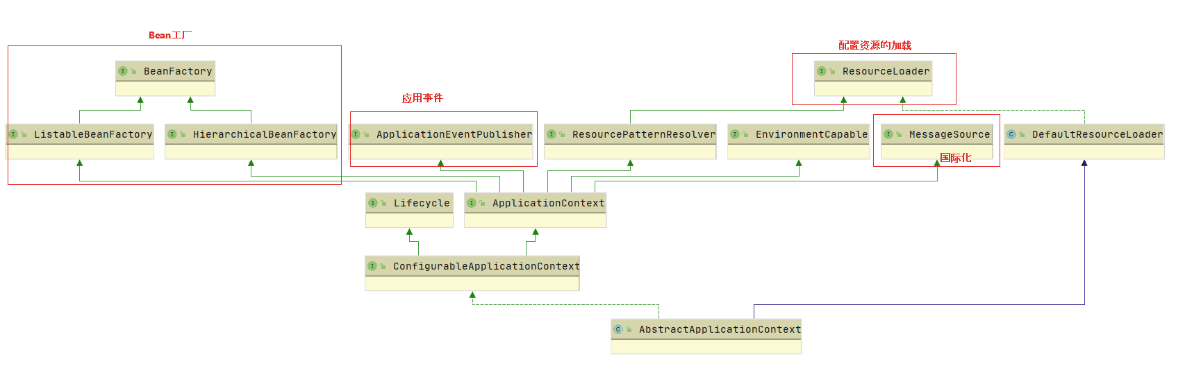 Bean工厂
配置资源的加载
BeanFactory
ResourceLoader
应用事件
ListableBeanFactory
HierarchicalBeanFactory
ApplicationEventPublisher
ResourcePatternResolver
EnvironmentCapable
MessageSource
DefaultResourceLoader
国际化
Lifecycle
ApplicationContext
ConfigurableApplicationContext
AbstractApplicationContext